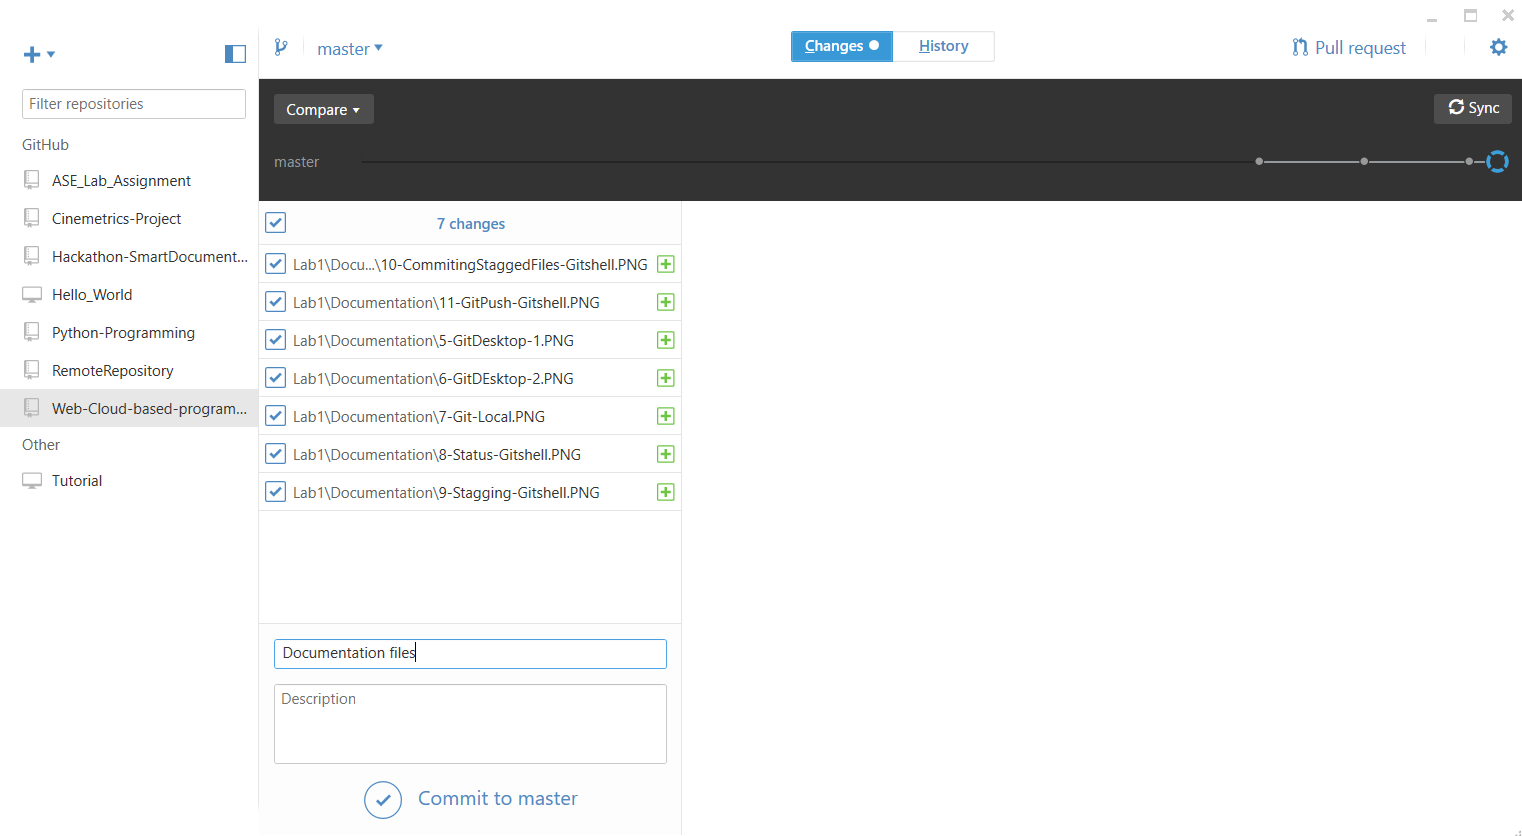 master
Changes
History
Pull request
Filter repositories
GitHub
ASE_Lab_Assignment
Cinemetrics-Project
Hackathon-SmartDocument...
Hello_World
Python-Programming
RemoteRepository
Web-Cloud-based-program...
Other
Tutorial
Compare
Sync
master
7 changes
Lab1\Docu...\10-CommitingStaggedFiles-Gitshell.PNG
Lab1\Documentation\11-GitPush-Gitshell.PNG
Lab1\Documentation\5-GitDesktop-1.PNG
Lab1\Documentation\6-GitDEsktop-2.PNG
Lab1\Documentation\7-Git-Local.PNG
Lab1\Documentation\8-Status-Gitshell.PNG
Lab1\Documentation\9-Stagging-Gitshell.PNG
Documentation files
Description
Commit to master